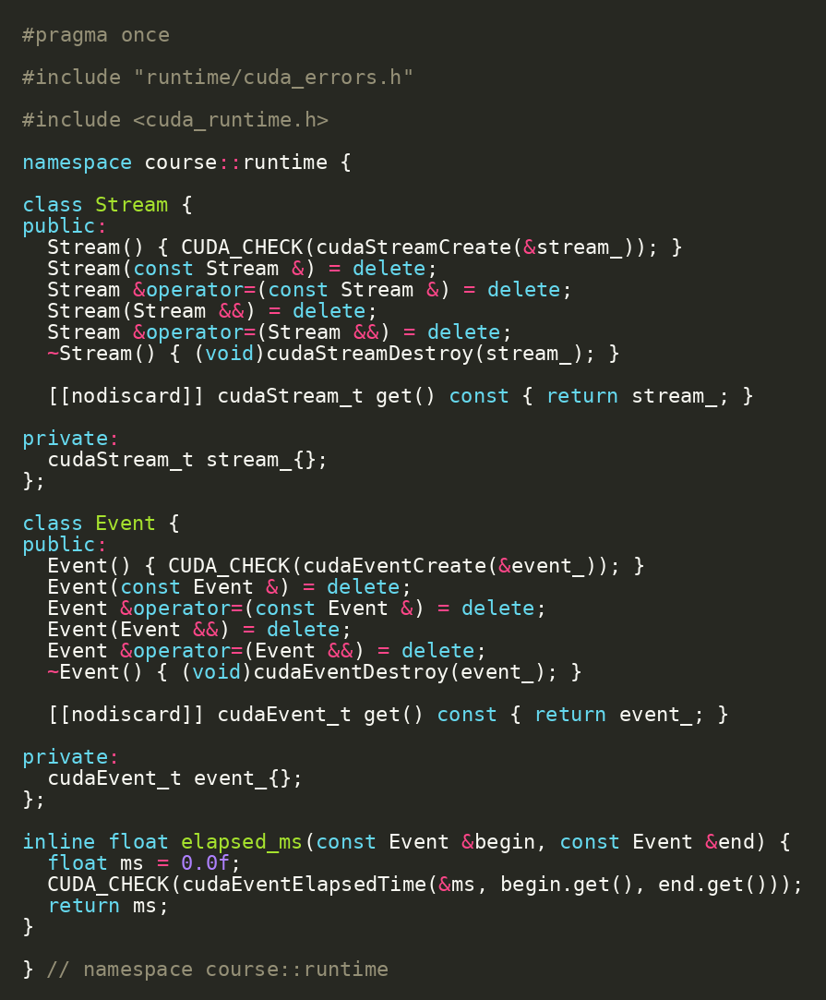 #pragma once

#include "runtime/cuda_errors.h"

#include <cuda_runtime.h>

namespace course::runtime {

class Stream {
public:
  Stream() { CUDA_CHECK(cudaStreamCreate(&stream_)); }
  Stream(const Stream &) = delete;
  Stream &operator=(const Stream &) = delete;
  Stream(Stream &&) = delete;
  Stream &operator=(Stream &&) = delete;
  ~Stream() { (void)cudaStreamDestroy(stream_); }

  [[nodiscard]] cudaStream_t get() const { return stream_; }

private:
  cudaStream_t stream_{};
};

class Event {
public:
  Event() { CUDA_CHECK(cudaEventCreate(&event_)); }
  Event(const Event &) = delete;
  Event &operator=(const Event &) = delete;
  Event(Event &&) = delete;
  Event &operator=(Event &&) = delete;
  ~Event() { (void)cudaEventDestroy(event_); }

  [[nodiscard]] cudaEvent_t get() const { return event_; }

private:
  cudaEvent_t event_{};
};

inline float elapsed_ms(const Event &begin, const Event &end) {
  float ms = 0.0f;
  CUDA_CHECK(cudaEventElapsedTime(&ms, begin.get(), end.get()));
  return ms;
}

} // namespace course::runtime